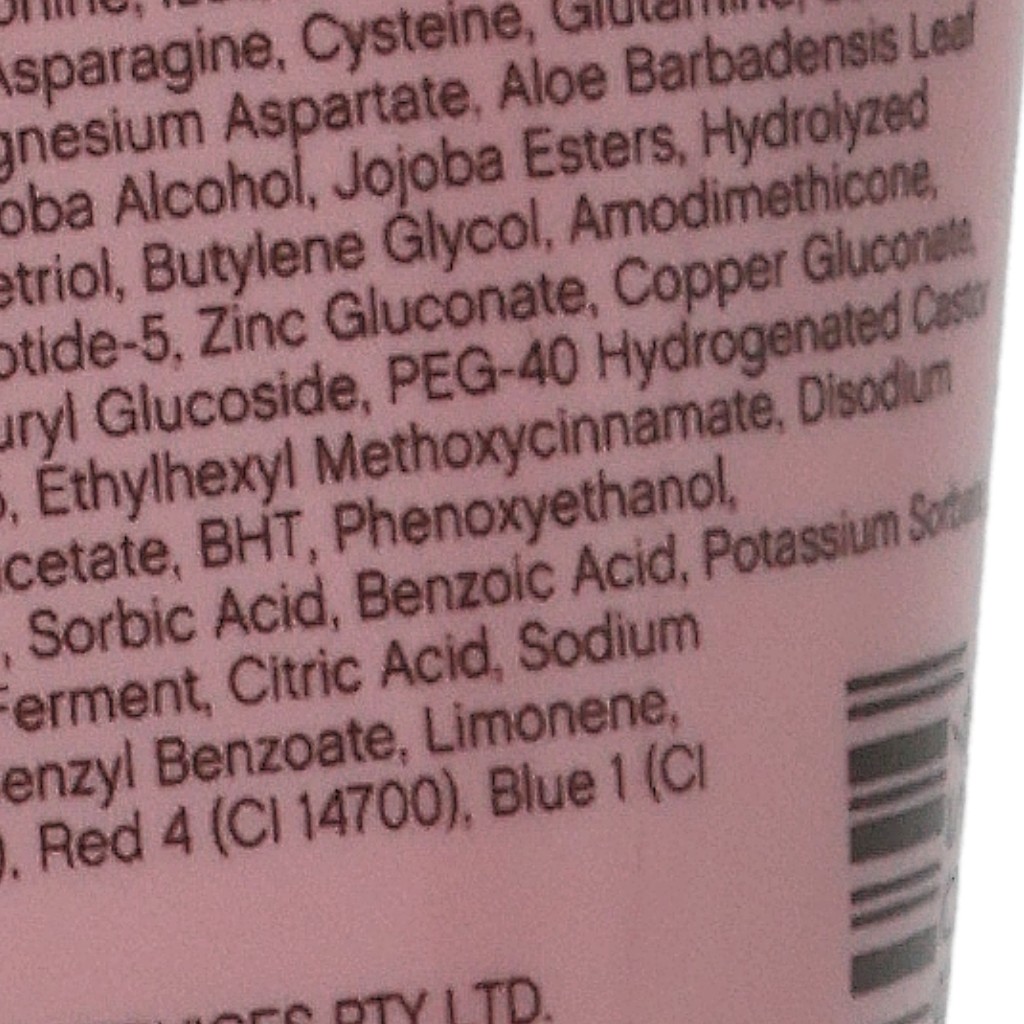 Asparagine, Cysteine, Glutamine,
gnesium Aspartate, Aloe Barbadensis Leaf
oba Alcohol, Jojoba Esters, Hydrolyzed
etriol, Butylene Glycol, Amodimethicone,
otide-5, Zinc Gluconate, Copper Gluconate,
uryl Glucoside, PEG-40 Hydrogenated Castor
, Ethylhexyl Methoxycinnamate, Disodium
cetate, BHT, Phenoxyethanol,
, Sorbic Acid, Benzoic Acid, Potassium
Ferment, Citric Acid, Sodium
enzyl Benzoate, Limonene,
), Red 4 (CI 14700), Blue 1 (CI
PTY LTD.